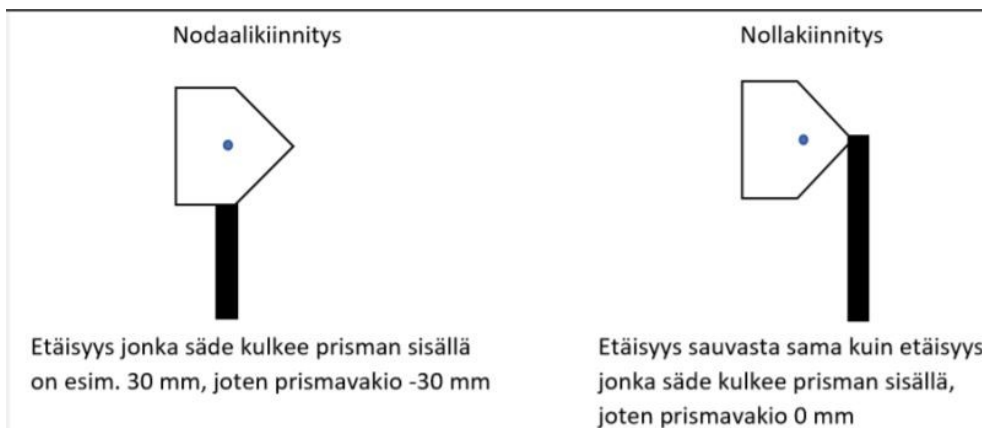 Nodaalikiinnitys
Nollakiinnitys
Etäisyys jonka säde kulkee prisman sisällä
on esim. 30 mm, joten prismavakio -30 mm
Etäisyys sauvasta sama kuin etäisyys
jonka säde kulkee prisman sisällä,
joten prismavakio 0 mm